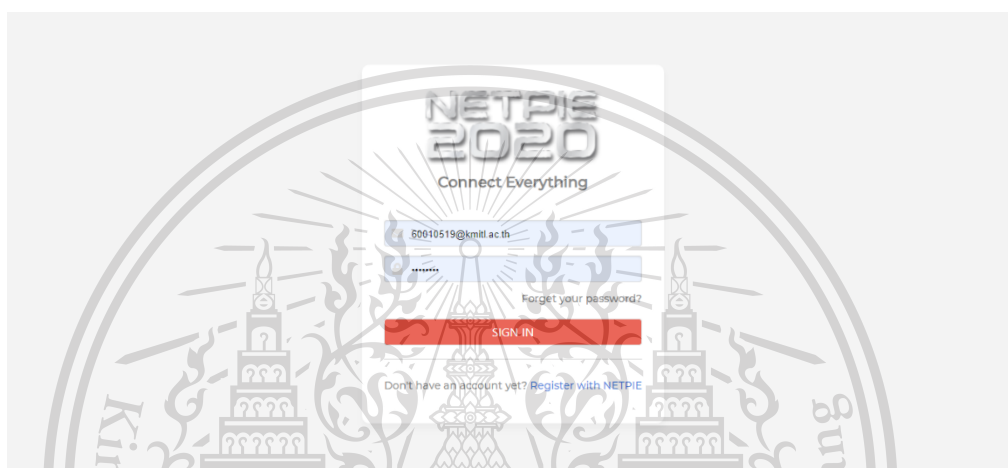 NETPIE
2020
Connect Everything
60010519@kmitl.ac.th
••••••••
Forget your password?
SIGN IN
Don't have an account yet? Register with NETPIE